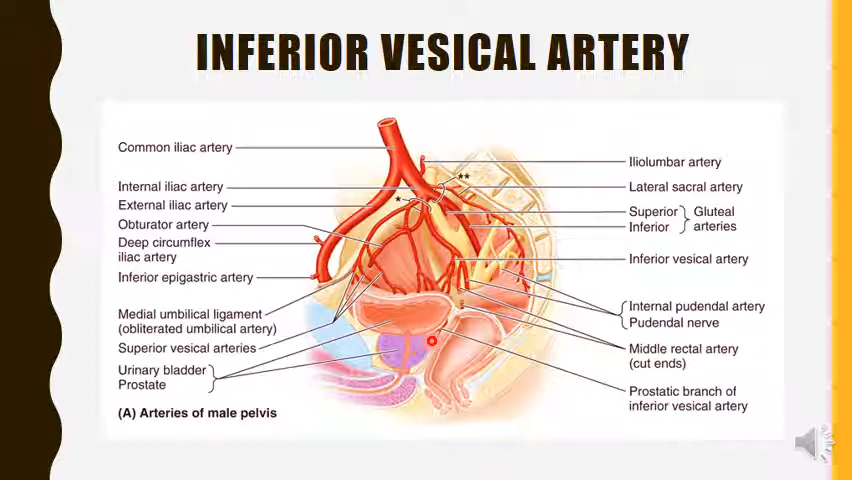 INFERIOR VESICAL ARTERY
Common iliac artery
Internal iliac artery
External iliac artery
Obturator artery
Deep circumflex
iliac artery
Inferior epigastric artery
Medial umbilical ligament
(obliterated umbilical artery)
Superior vesical arteries
Urinary bladder
Prostate
(A) Arteries of male pelvis
*
**
Iliolumbar artery
Lateral sacral artery
Superior
Inferior
Gluteal
arteries
Inferior vesical artery
Internal pudendal artery
Pudendal nerve
Middle rectal artery
(cut ends)
Prostatic branch of
inferior vesical artery